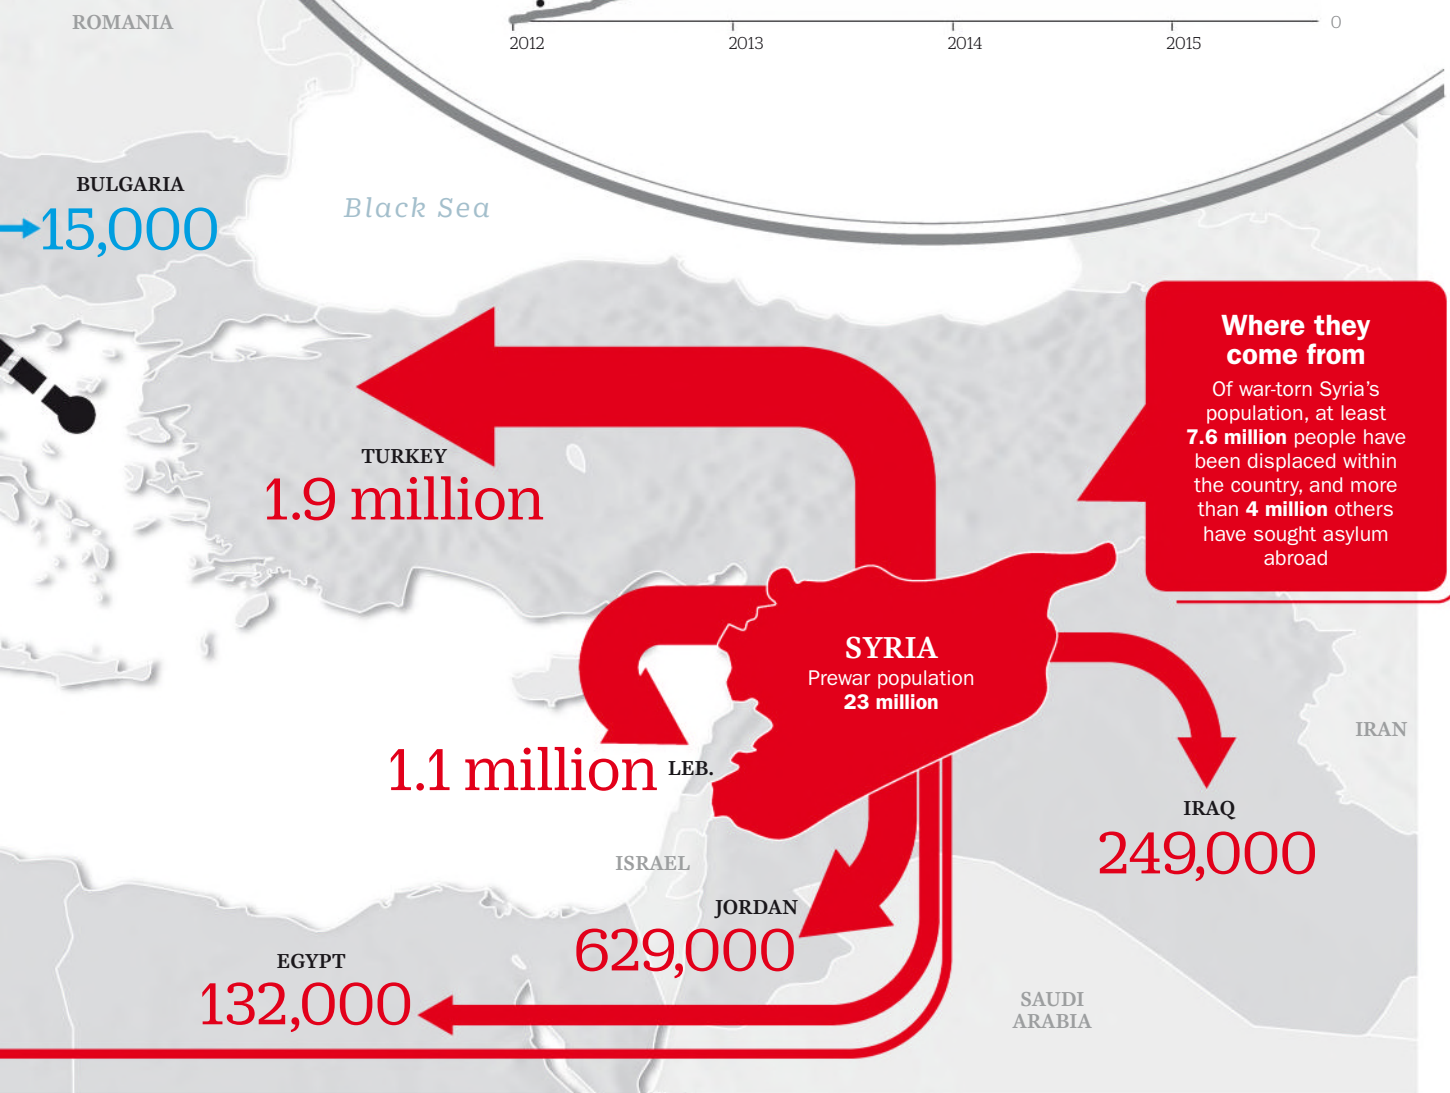 0
2012
2013
2014
2015
ROMANIA
BULGARIA
15,000
Black Sea
Where they
come from
Of war-torn Syria's
population, at least
7.6 million people have
been displaced within
the country, and more
than 4 million others
have sought asylum
abroad
TURKEY
1.9 million
SYRIA
Prewar population
23 million
1.1 million
LEB.
IRAN
IRAQ
249,000
ISRAEL
JORDAN
629,000
EGYPT
132,000
SAUDI
ARABIA